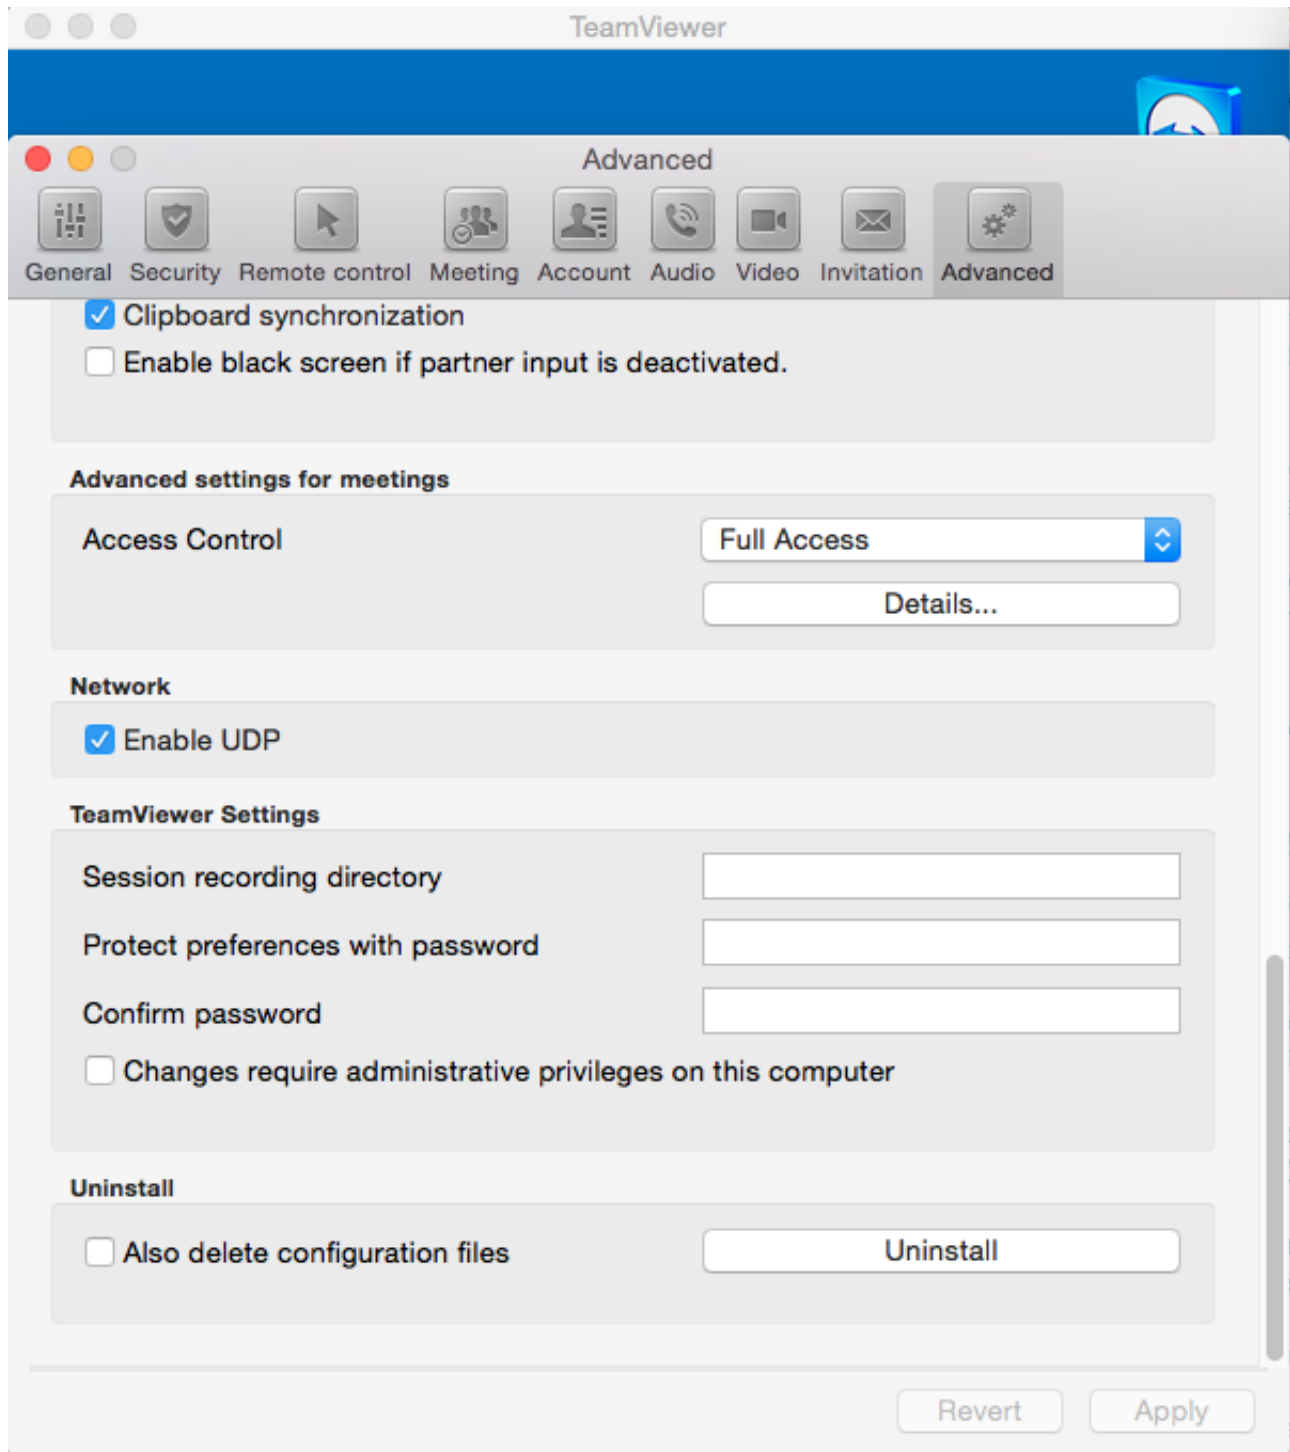 TeamViewer
Advanced
General Security Remote control Meeting Account Audio Video Invitation Advanced
Clipboard synchronization
Enable black screen if partner input is deactivated.
Advanced settings for meetings
Access Control Full Access
Details...
Network
Enable UDP
TeamViewer Settings
Session recording directory
Protect preferences with password
Confirm password
Changes require administrative privileges on this computer
Uninstall
Also delete configuration files Uninstall
Revert Apply